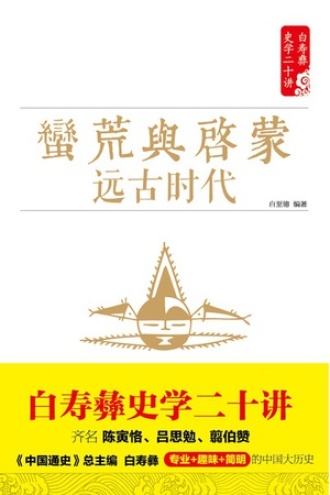 白寿彝
史学二十讲
蠻荒與啓蒙
远古时代
白至德 编著
白寿彝史学二十讲
齐名 陈寅恪、吕思勉、翦伯赞
《中国通史》总主编 白寿彝 专业+趣味+简明 的中国大历史